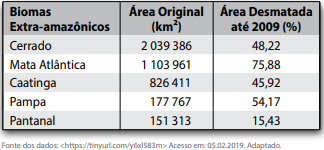 Biomas Extra-amazônicos | Área Original (km²) | Área Desmatada até 2009 (%)
Cerrado | 2 039 386 | 48,22
Mata Atlântica | 1 103 961 | 75,88
Caatinga | 826 411 | 45,92
Pampa | 177 767 | 54,17
Pantanal | 151 313 | 15,43
Fonte dos dados: <https://tinyurl.com/y6xl583m> Acesso em: 05.02.2019. Adaptado.